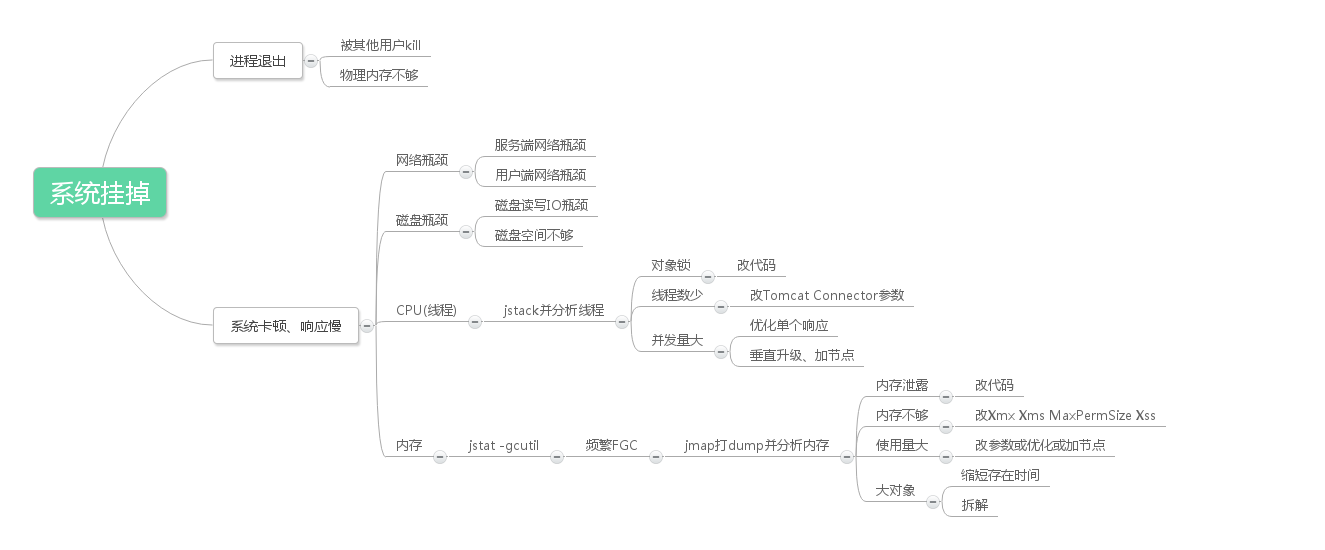 系统挂掉
进程退出
被其他用户kill
物理内存不够
系统卡顿、响应慢
网络瓶颈
服务端网络瓶颈
用户端网络瓶颈
磁盘瓶颈
磁盘读写IO瓶颈
磁盘空间不够
CPU(线程)
jstack并分析线程
对象锁
改代码
线程数少
改Tomcat Connector参数
并发量大
优化单个响应
垂直升级、加节点
内存
jstat -gcutil
频繁FGC
jmap打dump并分析内存
内存泄露
改代码
内存不够
改Xmx Xms MaxPermSize Xss
使用量大
改参数或优化或加节点
大对象
缩短存在时间
拆解